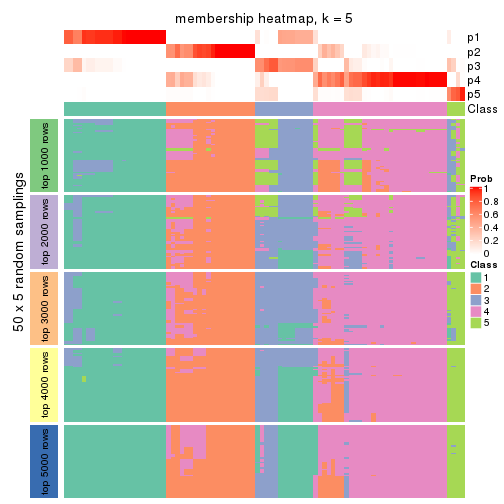 membership heatmap, k = 5
p1
p2
p3
p4
p5
Class
50 x 5 random samplings
top 1000 rows
top 2000 rows
top 3000 rows
top 4000 rows
top 5000 rows
Prob
1
0.8
0.6
0.4
0.2
0
Class
1
2
3
4
5